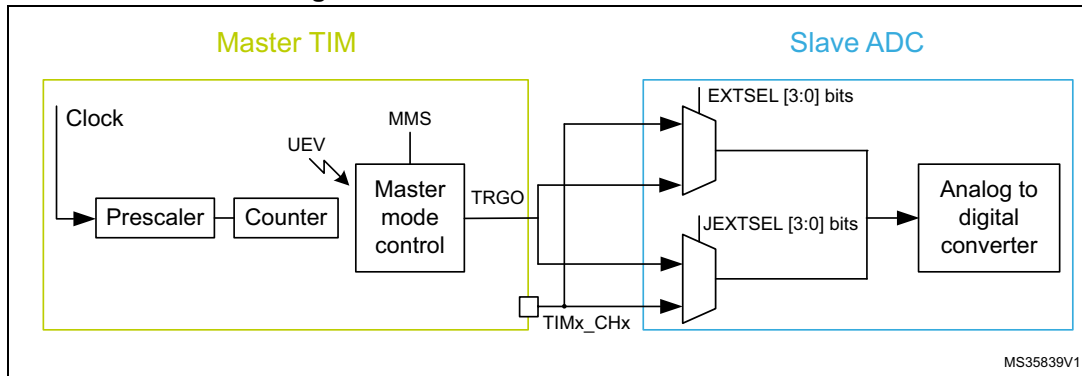 Master TIM
Slave ADC
Clock
UEV
MMS
Prescaler
Counter
Master
mode
control
TRGO
TIMx_CHx
EXTSEL [3:0] bits
JEXTSEL [3:0] bits
Analog to
digital
converter
MS35839V1